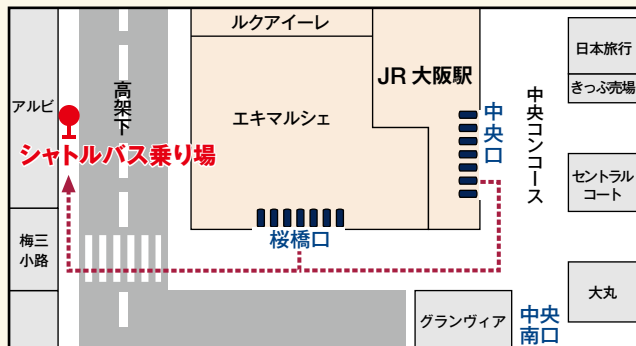 ルクアイーレ
JR 大阪駅
日本旅行
きっぷ売場
アルビ
高架下
エキマルシェ
中央口
中央コンコース
シャトルバス乗り場
セントラル
コート
梅三
小路
桜橋口
大丸
グランヴィア
中央
南口